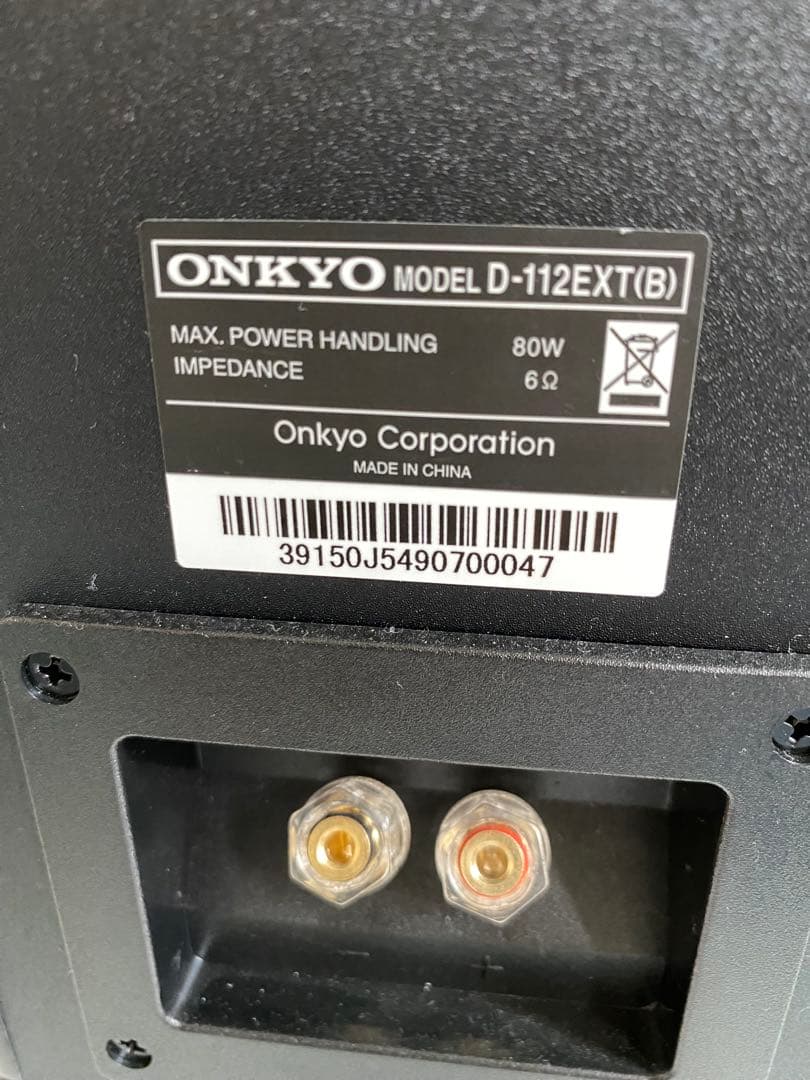 ONKYO MODEL D-112EXT(B)
MAX. POWER HANDLING 80W
IMPEDANCE 6Ω
Onkyo Corporation
MADE IN CHINA
39150J5490700047
- +